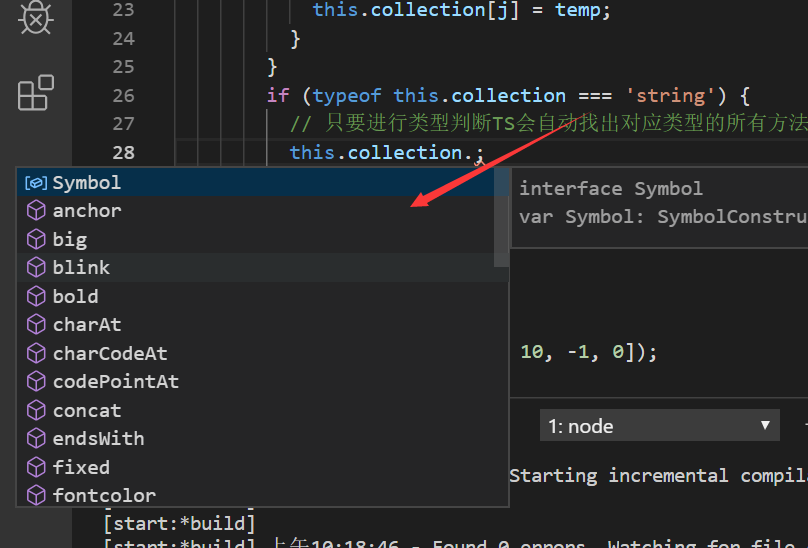 23 this.collection[j] = temp;
24 }
25 }
26 if (typeof this.collection === 'string') {
27 // 只要进行类型判断TS会自动找出对应类型的所有方法
28 this.collection.;
Symbol
anchor
big
blink
bold
charAt
charCodeAt
codePointAt
concat
endsWith
fixed
fontcolor
interface Symbol
var Symbol: SymbolConstru
10, -1, 0]);
1: node
Starting incremental compil
[start:*build]
[start:*build] 上午10:18:46 - Found 0 errors. Watching for file